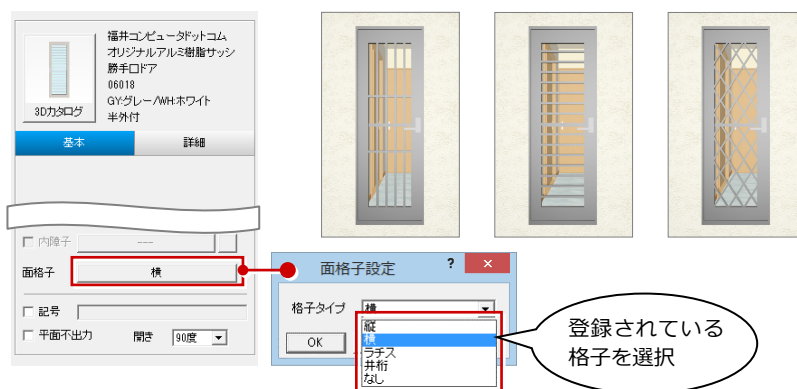 福井コンピュータドットコム
オリジナルアルミ樹脂サッシ
勝手口ドア
06018
GY:グレー/WH:ホワイト
半外付
3Dカタログ
基本
詳細
内障子
---
面格子
横
記号
平面不出力
開き
90度
面格子設定
?
×
格子タイプ
横
OK
縦
横
ラチス
井桁
なし
登録されている
格子を選択